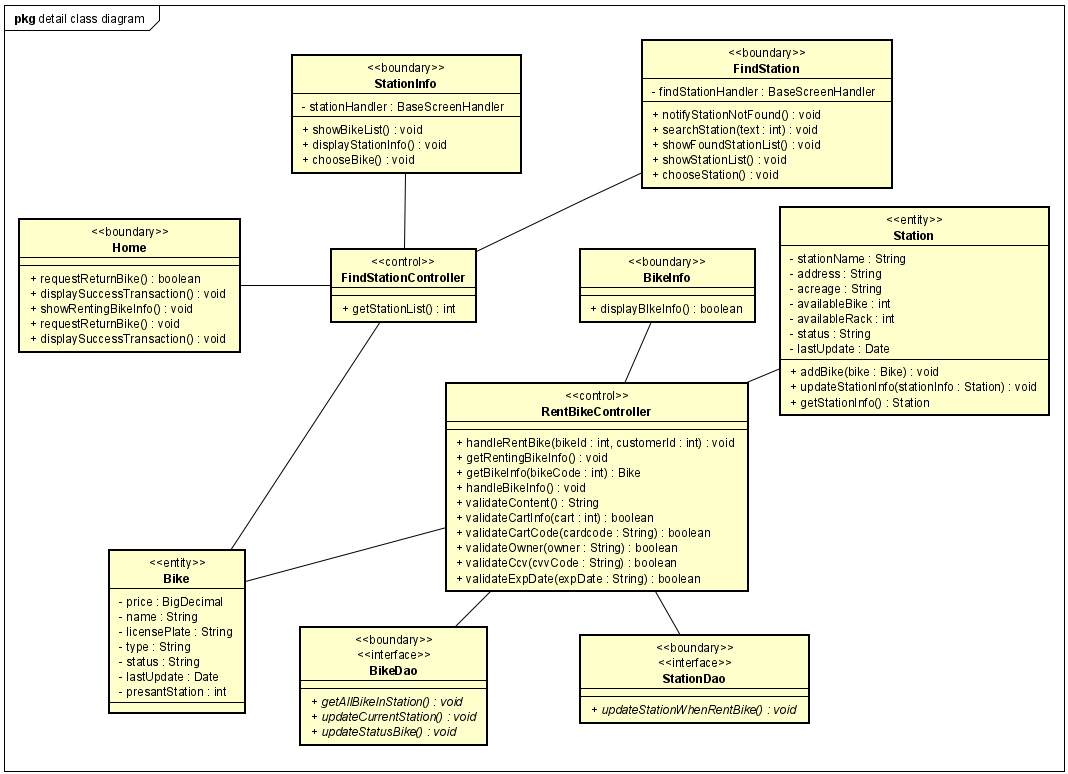 pkg detail class diagram
<<boundary>>
StationInfo
- stationHandler : BaseScreenHandler
+ showBikeList() : void
+ displayStationInfo() : void
+ chooseBike() : void
<<boundary>>
FindStation
- findStationHandler : BaseScreenHandler
+ notifyStationNotFound() : void
+ searchStation(text : int) : void
+ showFoundStationList() : void
+ showStationList() : void
+ chooseStation() : void
<<boundary>>
Home
+ requestReturnBike() : boolean
+ displaySuccessTransaction() : void
+ showRentingBikeInfo() : void
+ requestReturnBike() : void
+ displaySuccessTransaction() : void
<<control>>
FindStationController
+ getStationList() : int
<<boundary>>
BikeInfo
+ displayBIkeInfo() : boolean
<<entity>>
Station
- stationName : String
- address : String
- acreage : String
- availableBike : int
- availableRack : int
- status : String
- lastUpdate : Date
+ addBike(bike : Bike) : void
+ updateStationInfo(stationInfo : Station) : void
+ getStationInfo() : Station
<<control>>
RentBikeController
+ handleRentBike(bikeId : int, customerId : int) : void
+ getRentingBikeInfo() : void
+ getBikeInfo(bikeCode : int) : Bike
+ handleBikeInfo() : void
+ validateContent() : String
+ validateCartInfo(cart : int) : boolean
+ validateCartCode(cardcode : String) : boolean
+ validateOwner(owner : String) : boolean
+ validateCcv(cvvCode : String) : boolean
+ validateExpDate(expDate : String) : boolean
<<entity>>
Bike
- price : BigDecimal
- name : String
- licensePlate : String
- type : String
- status : String
- lastUpdate : Date
- presantStation : int
<<boundary>>
<<interface>>
BikeDao
+ getAllBikeInStation() : void
+ updateCurrentStation() : void
+ updateStatusBike() : void
<<boundary>>
<<interface>>
StationDao
+ updateStationWhenRentBike() : void